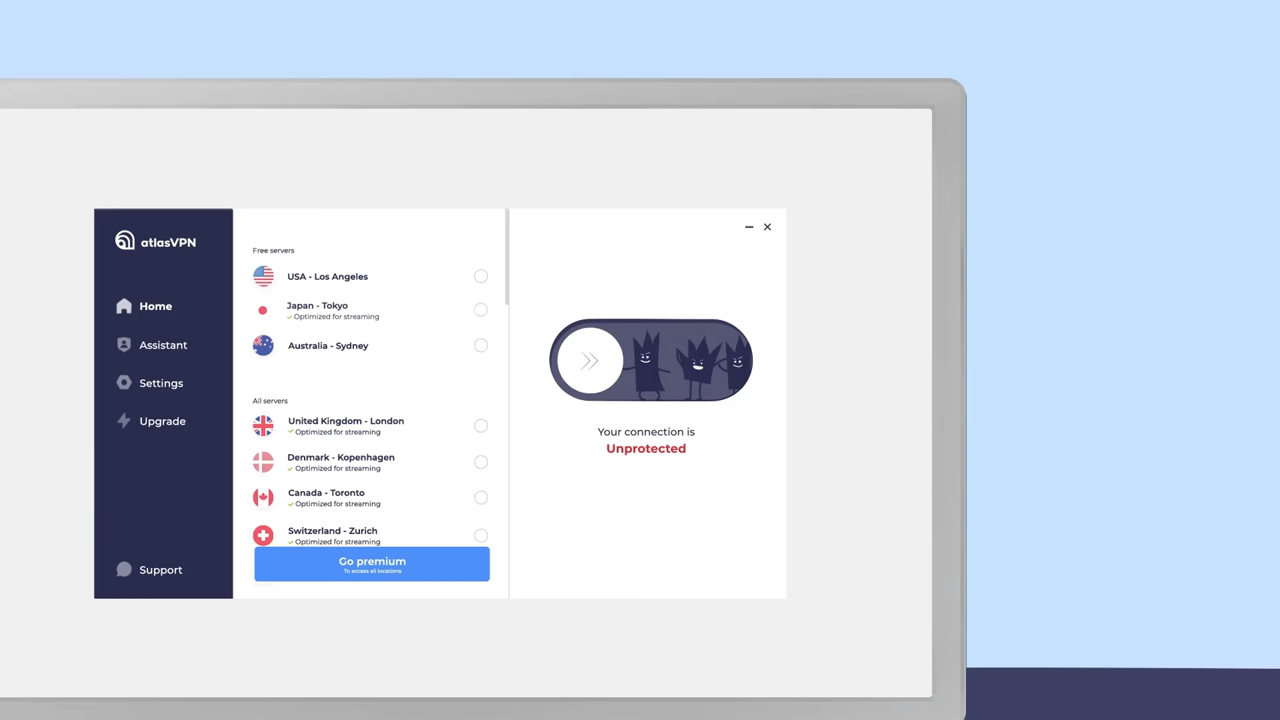 atlasVPN
Home
Assistant
Settings
Upgrade
Support
Free servers
USA - Los Angeles
Japan - Tokyo
Optimized for streaming
Australia - Sydney
All servers
United Kingdom - London
Optimized for streaming
Denmark - Kopenhagen
Optimized for streaming
Canada - Toronto
Optimized for streaming
Switzerland - Zurich
Optimized for streaming
Go premium
To access all locations
Your connection is
Unprotected